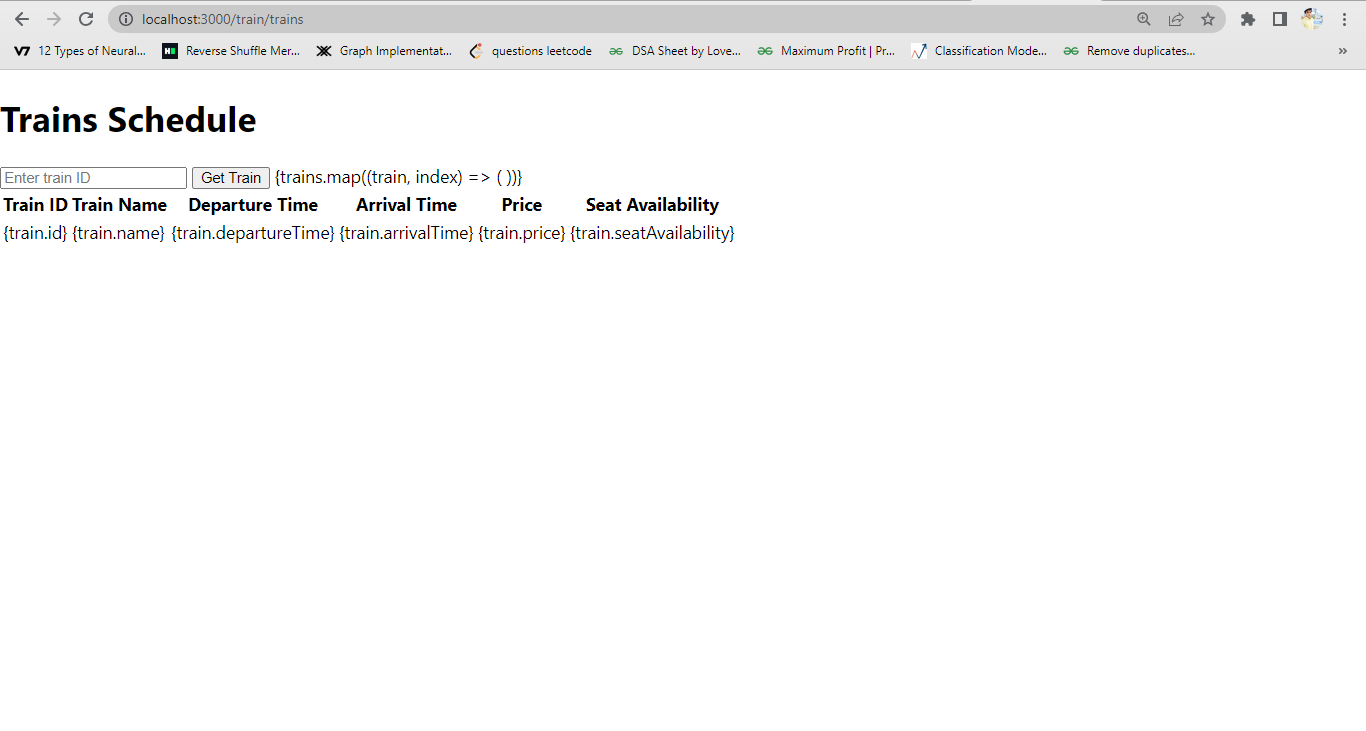 localhost:3000/train/trains
12 Types of Neural... Reverse Shuffle Mer... Graph Implementat... questions leetcode DSA Sheet by Love... Maximum Profit | Pr... Classification Mode... Remove duplicates... »
Trains Schedule
Enter train ID Get Train {trains.map((train, index) => ( ))}
Train ID Train Name Departure Time Arrival Time Price Seat Availability
{train.id} {train.name} {train.departureTime} {train.arrivalTime} {train.price} {train.seatAvailability}